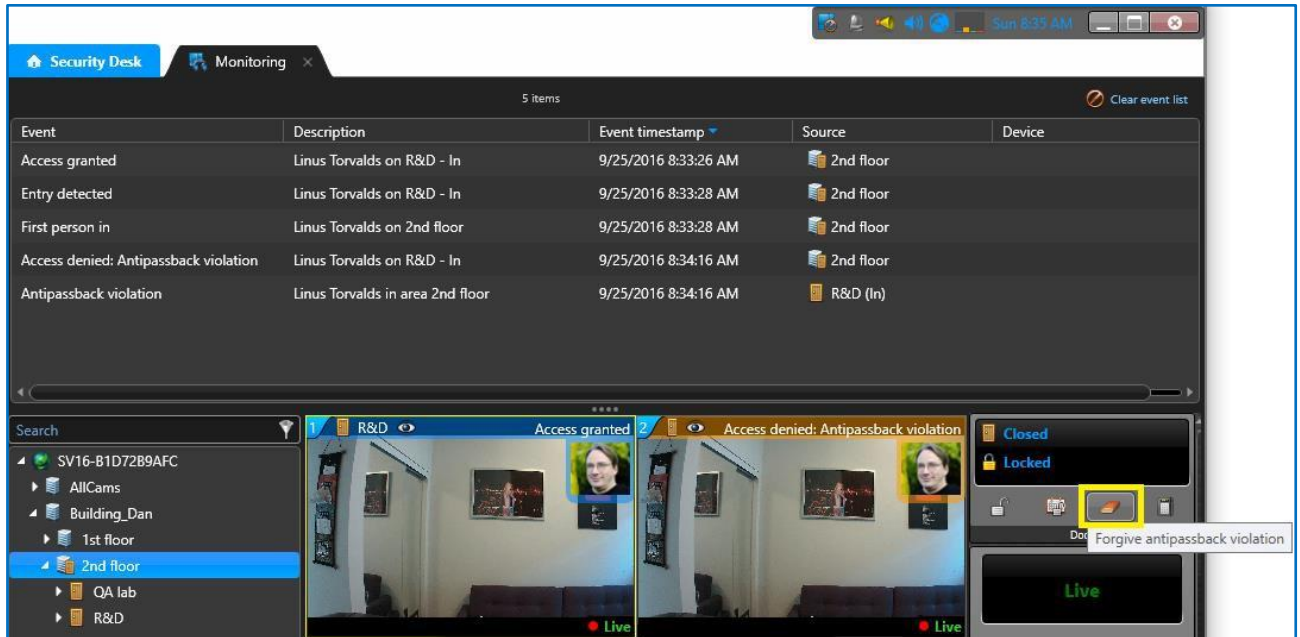 Sun 8:35 AM
Security Desk
Monitoring
5 items
Clear event list
Event Description Event timestamp Source Device
Access granted Linus Torvalds on R&D - In 9/25/2016 8:33:26 AM 2nd floor
Entry detected Linus Torvalds on R&D - In 9/25/2016 8:33:28 AM 2nd floor
First person in Linus Torvalds on 2nd floor 9/25/2016 8:33:28 AM 2nd floor
Access denied: Antipassback violation Linus Torvalds on R&D - In 9/25/2016 8:34:16 AM 2nd floor
Antipassback violation Linus Torvalds in area 2nd floor 9/25/2016 8:34:16 AM R&D (In)
Search
SV16-B1D72B9AFC
AllCams
Building_Dan
1st floor
2nd floor
QA lab
R&D
1 R&D Access granted
Live
2 Access denied: Antipassback violation
Live
Closed
Locked
Forgive antipassback violation
Live